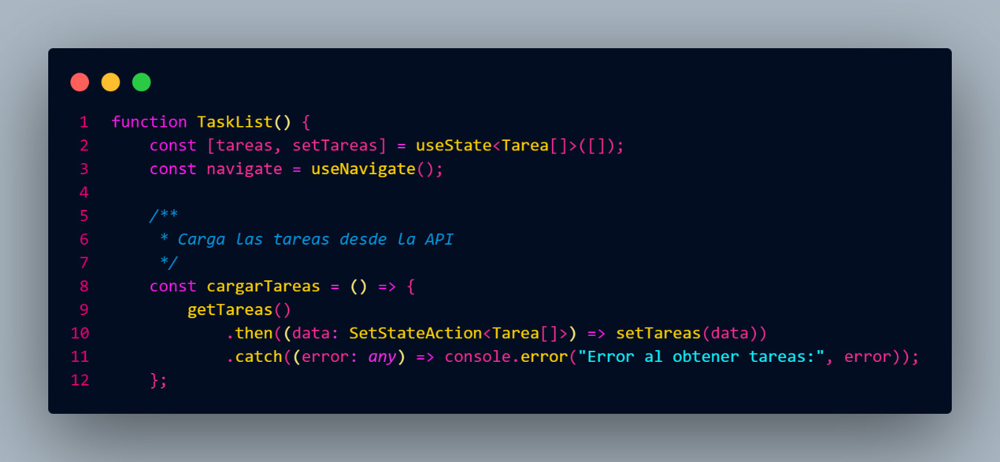 1 function TaskList() {
2 const [tareas, setTareas] = useState<Tarea[]>([]);
3 const navigate = useNavigate();
4
5 /**
6 * Carga las tareas desde la API
7 */
8 const cargarTareas = () => {
9 getTareas()
10 .then((data: SetStateAction<Tarea[]>) => setTareas(data))
11 .catch((error: any) => console.error("Error al obtener tareas:", error));
12 };